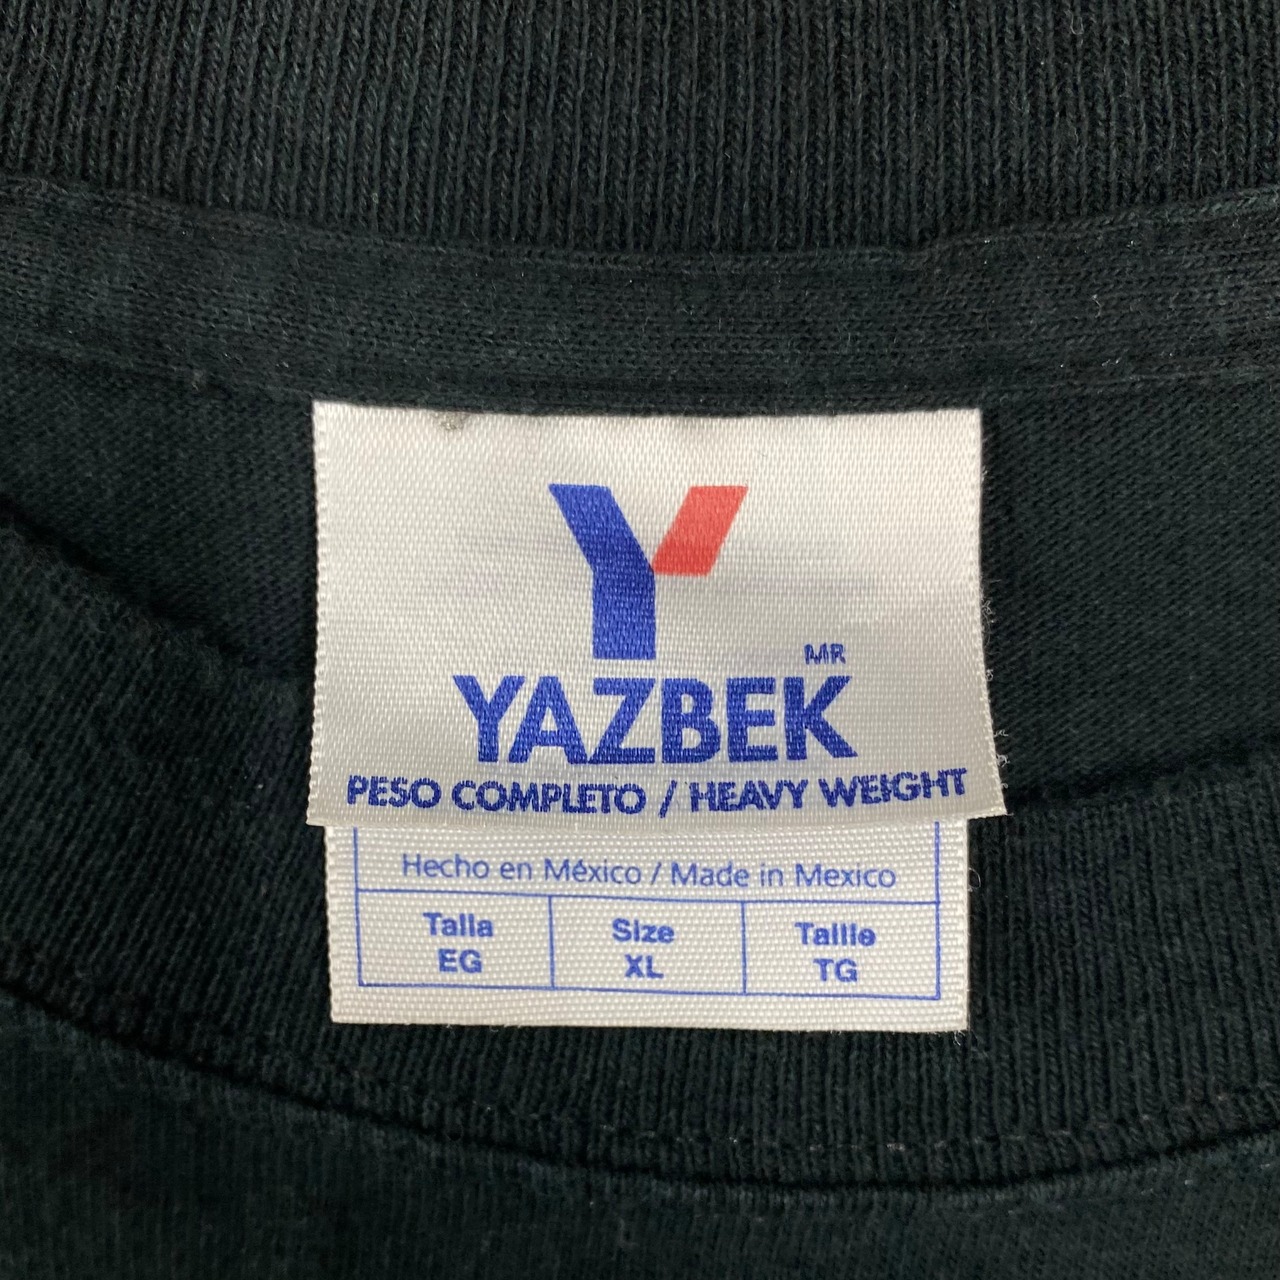 Y
MR
YAZBEK
PESO COMPLETO / HEAVY WEIGHT
Hecho en México / Made in Mexico
Talla Size Taille
EG XL TG